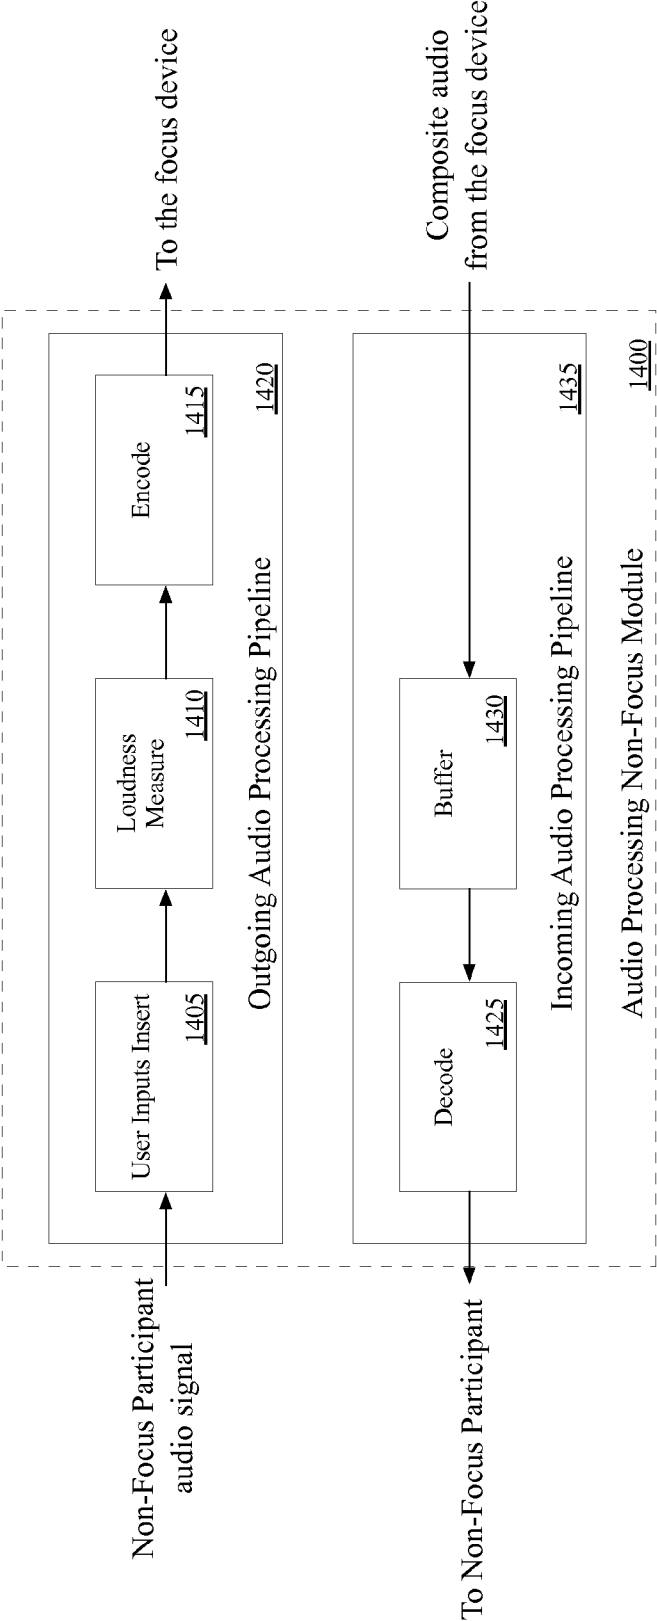 Non-Focus Participant
audio signal
User Inputs Insert
1405
Loudness
Measure
1410
Encode
1415
To the focus device
Outgoing Audio Processing Pipeline
1420
Composite audio
from the focus device
Buffer
1430
Decode
1425
To Non-Focus Participant
Incoming Audio Processing Pipeline
1435
Audio Processing Non-Focus Module
1400